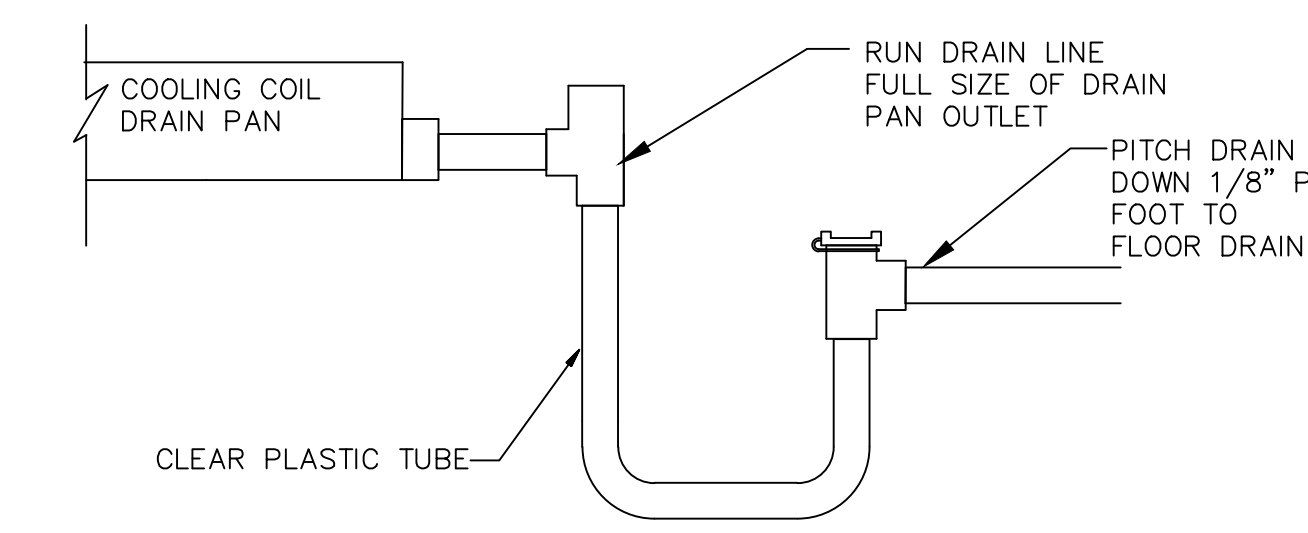 COOLING COIL
DRAIN PAN
RUN DRAIN LINE
FULL SIZE OF DRAIN
PAN OUTLET
PITCH DRAIN
DOWN 1/8” P
FOOT TO
FLOOR DRAIN
CLEAR PLASTIC TUBE